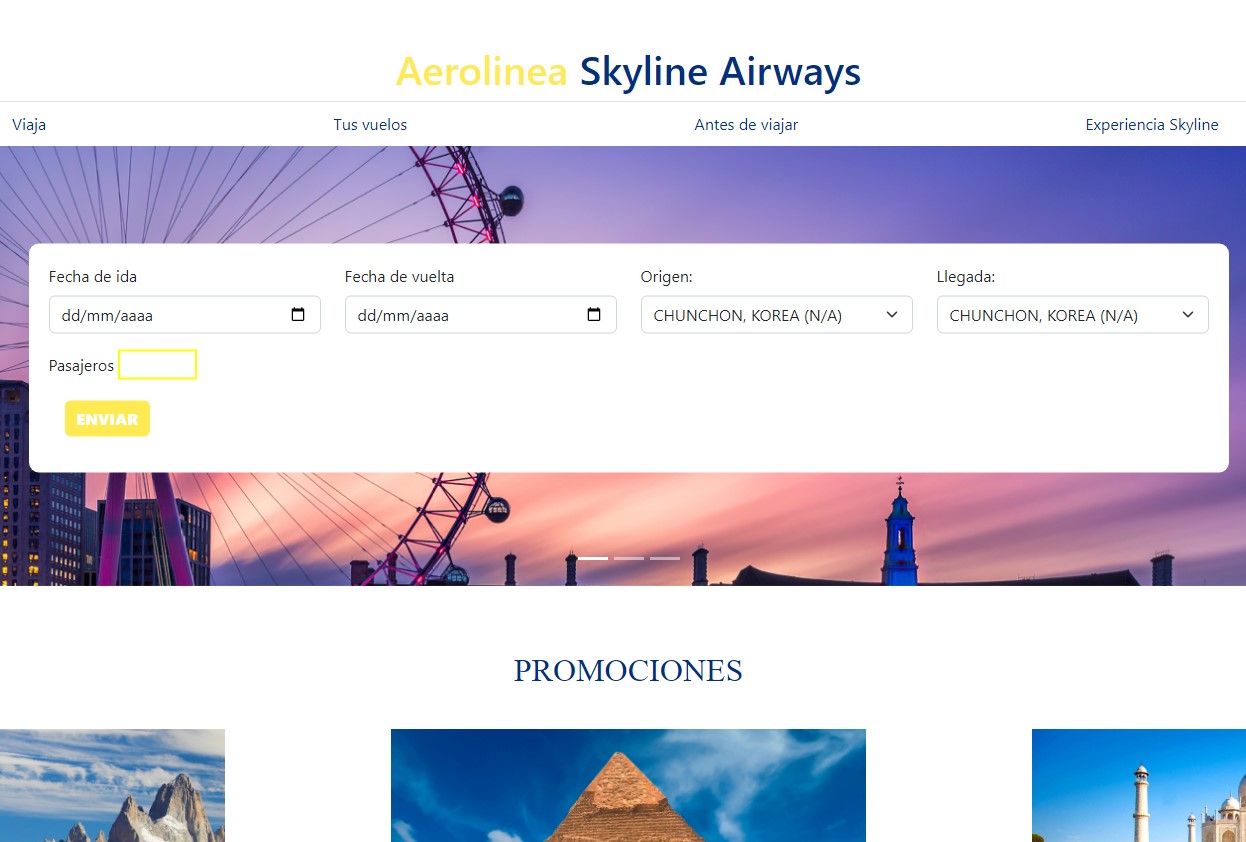 Aerolinea Skyline Airways
Viaja
Tus vuelos
Antes de viajar
Experiencia Skyline
Fecha de ida
Fecha de vuelta
Origen:
Llegada:
dd/mm/aaaa
dd/mm/aaaa
CHUNCHON, KOREA (N/A)
CHUNCHON, KOREA (N/A)
Pasajeros
ENVIAR
PROMOCIONES